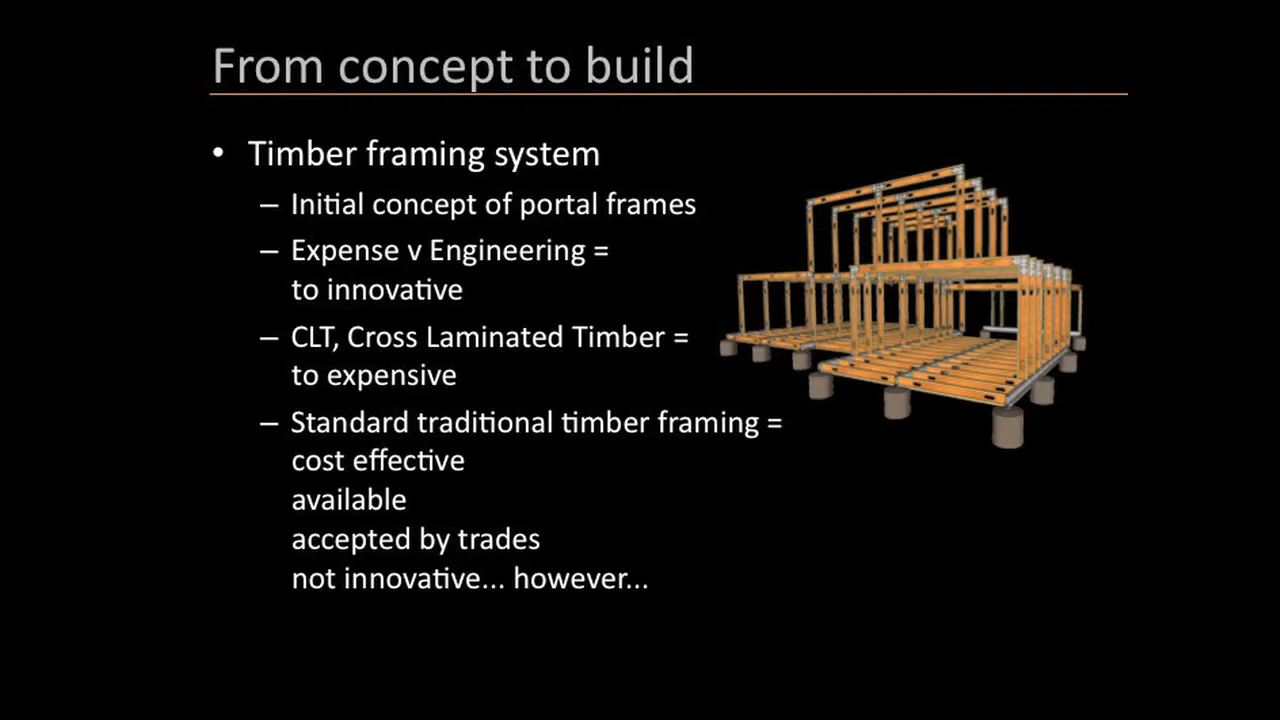 From concept to build
• Timber framing system
– Initial concept of portal frames
– Expense v Engineering =
to innovative
– CLT, Cross Laminated Timber =
to expensive
– Standard traditional timber framing =
cost effective
available
accepted by trades
not innovative... however...